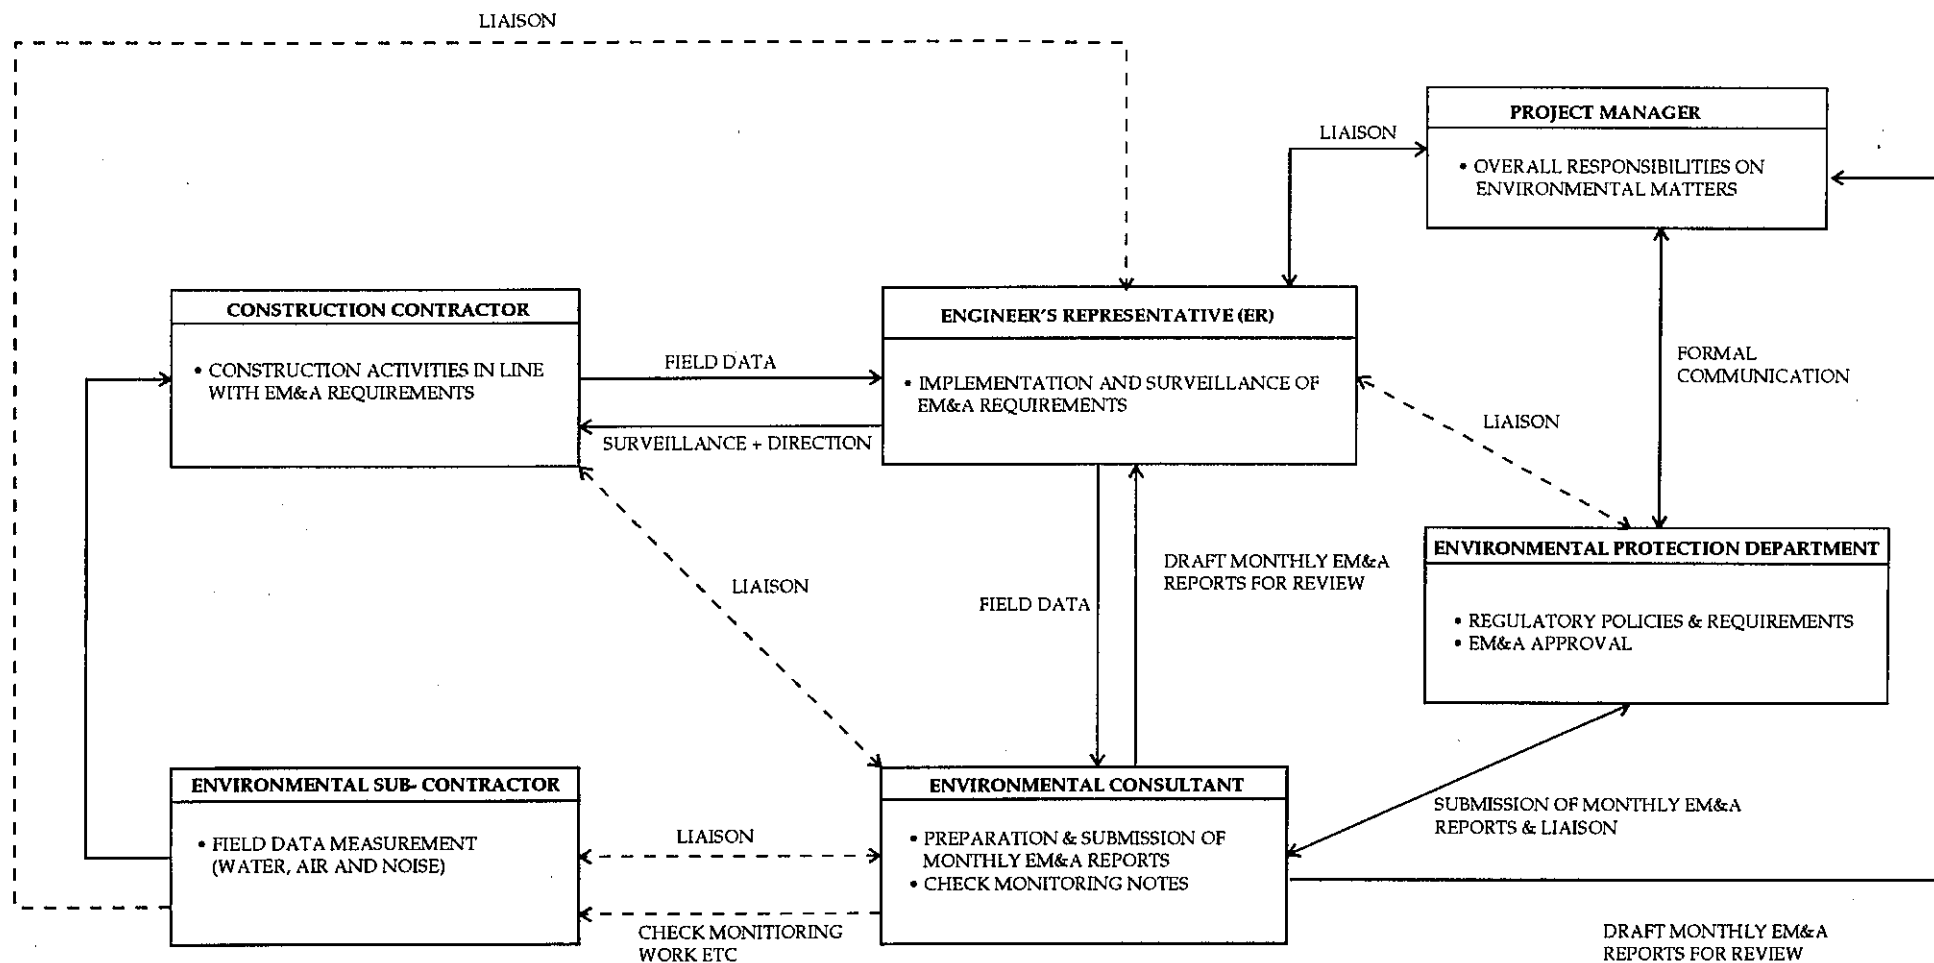 LIAISON
PROJECT MANAGER
• OVERALL RESPONSIBILITIES ON
ENVIRONMENTAL MATTERS
LIAISON
CONSTRUCTION CONTRACTOR
• CONSTRUCTION ACTIVITIES IN LINE
WITH EM&A REQUIREMENTS
FIELD DATA
SURVEILLANCE + DIRECTION
ENGINEER'S REPRESENTATIVE (ER)
• IMPLEMENTATION AND SURVEILLANCE OF
EM&A REQUIREMENTS
FORMAL
COMMUNICATION
LIAISON
ENVIRONMENTAL PROTECTION DEPARTMENT
• REGULATORY POLICIES & REQUIREMENTS
• EM&A APPROVAL
LIAISON
FIELD DATA
DRAFT MONTHLY EM&A
REPORTS FOR REVIEW
ENVIRONMENTAL SUB- CONTRACTOR
• FIELD DATA MEASUREMENT
(WATER, AIR AND NOISE)
LIAISON
CHECK MONITIORING
WORK ETC
ENVIRONMENTAL CONSULTANT
• PREPARATION & SUBMISSION OF
MONTHLY EM&A REPORTS
• CHECK MONITORING NOTES
SUBMISSION OF MONTHLY EM&A
REPORTS & LIAISON
DRAFT MONTHLY EM&A
REPORTS FOR REVIEW